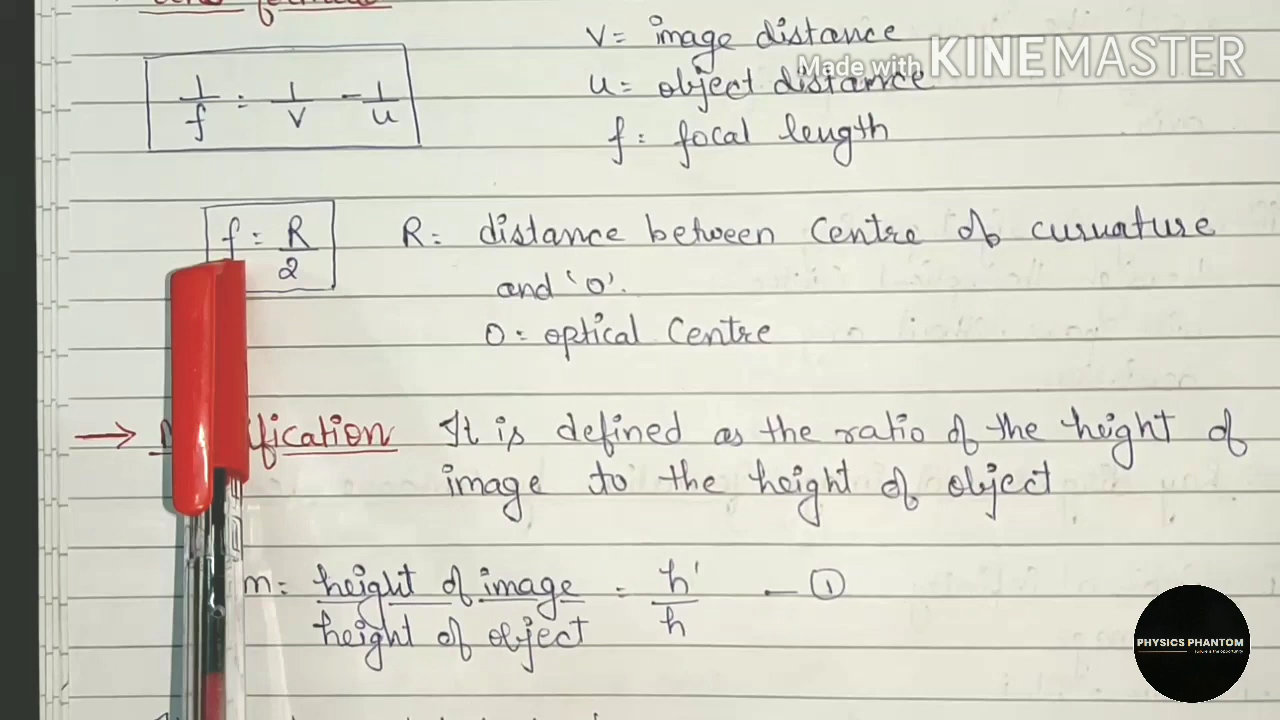 V = image distance
Made with KINEMASTER
1/f = 1/V - 1/u
u = object distance
f = focal length
f = R/2
R = distance between Centre of curvature
and 'O'.
O = optical Centre
→ fication It is defined as the ratio of the height of
image to the height of object
m = height of image / height of object = h'/h — ①
PHYSICS PHANTOM